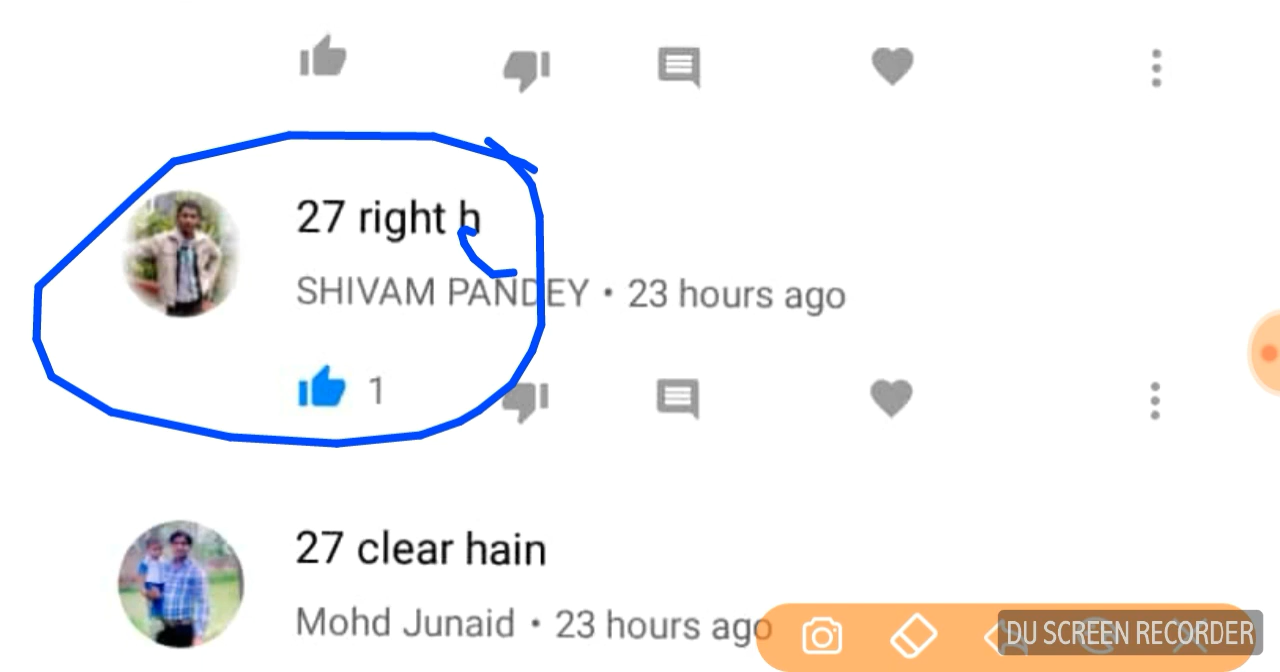 27 right h
SHIVAM PANDEY • 23 hours ago
1
27 clear hain
Mohd Junaid • 23 hours ago
DU SCREEN RECORDER